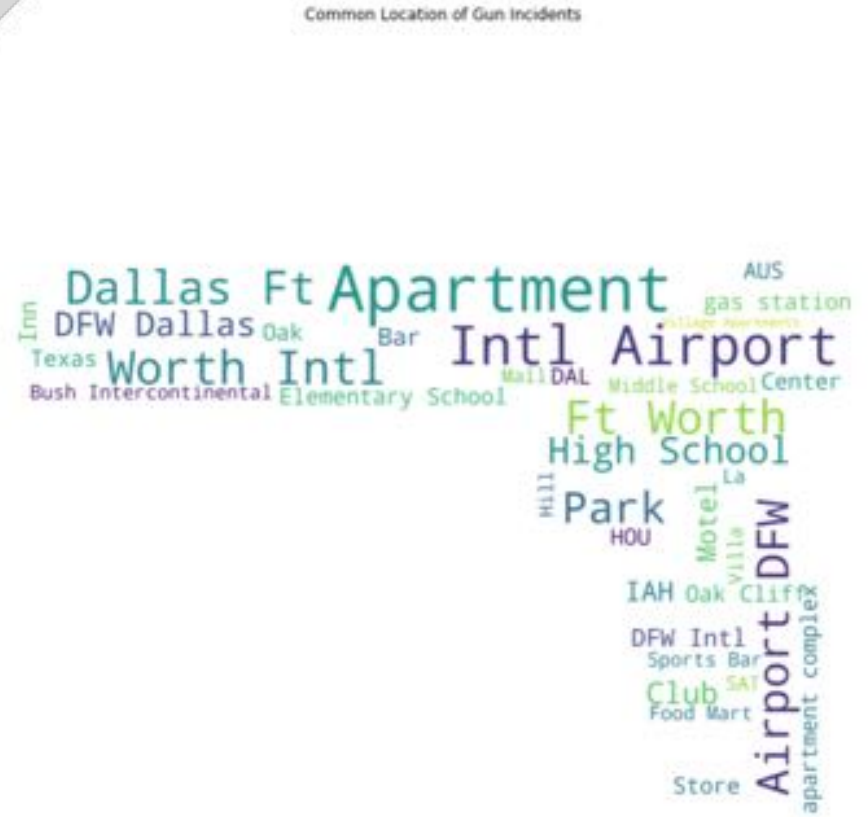 Common Location of Gun Incidents
Dallas Ft
Apartment
AUS
gas station
Inn
DFW Dallas
Oak
Bar
Village Apartments
Intl Airport
Texas
Worth Intl
Mall
DAL
Middle School
Center
Bush Intercontinental
Elementary School
Ft Worth
High School
La
Hill
Park
Motel
HOU
Villa
Airport DFW
IAH
Oak Cliff
apartment complex
DFW Intl
Sports Bar
Club
SAT
Food Mart
Store